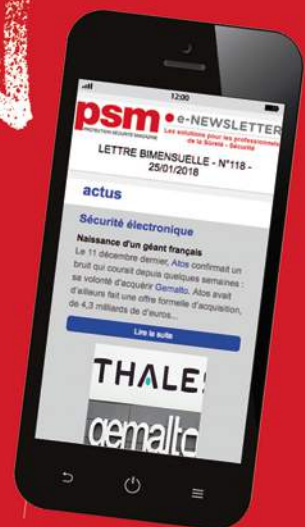 12:00
psm e-NEWSLETTER
PROTECTION SÉCURITÉ MAGAZINE
Les solutions pour les professionnels
de la Sûreté - Sécurité
LETTRE BIMENSUELLE - N°118 -
25/01/2018
actus
Sécurité électronique
Naissance d'un géant français
Le 11 décembre dernier, Atos confirmait un
bruit qui courait depuis quelques semaines :
sa volonté d'acquérir Gemalto. Atos avait
d'ailleurs fait une offre formelle d'acquisition,
de 4,3 milliards de d'euros...
Lire la suite
THALES
gemalto